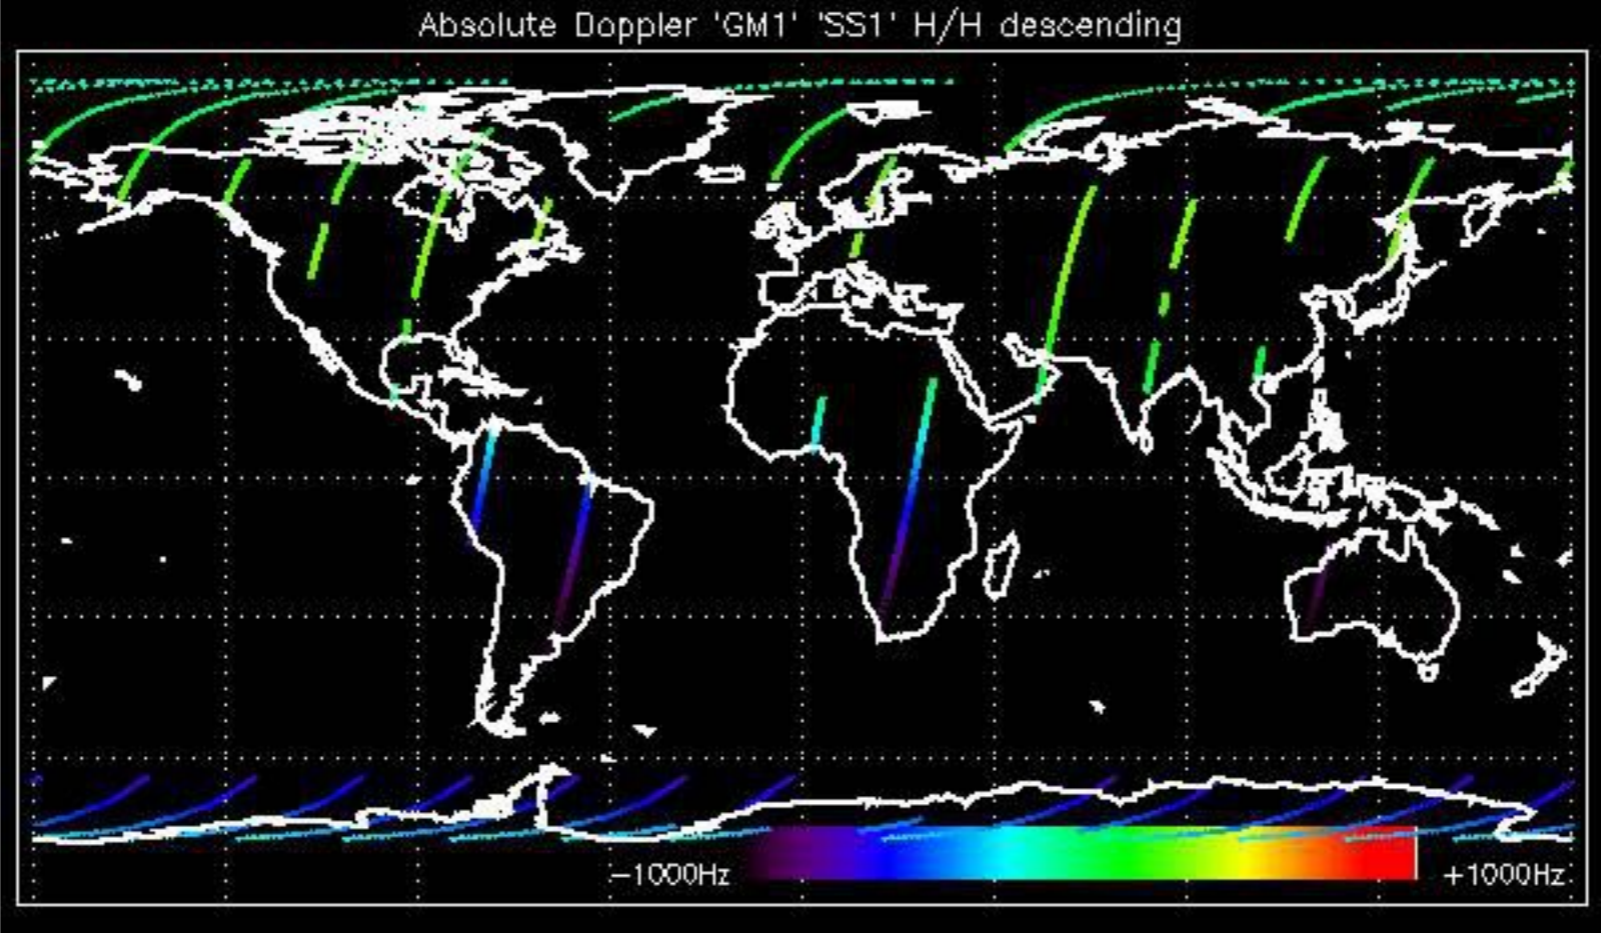 Absolute Doppler 'GM1' 'SS1' H/H descending
−1000Hz +1000Hz